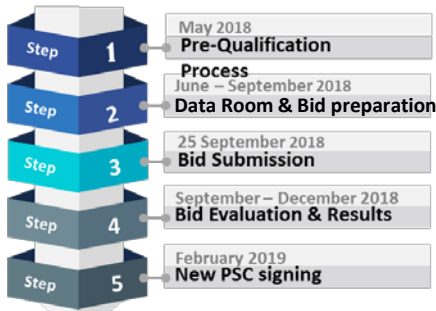 Step 1
May 2018
Pre-Qualification
Process
Step 2
June – September 2018
Data Room & Bid preparation
Step 3
25 September 2018
Bid Submission
Step 4
September – December 2018
Bid Evaluation & Results
Step 5
February 2019
New PSC signing